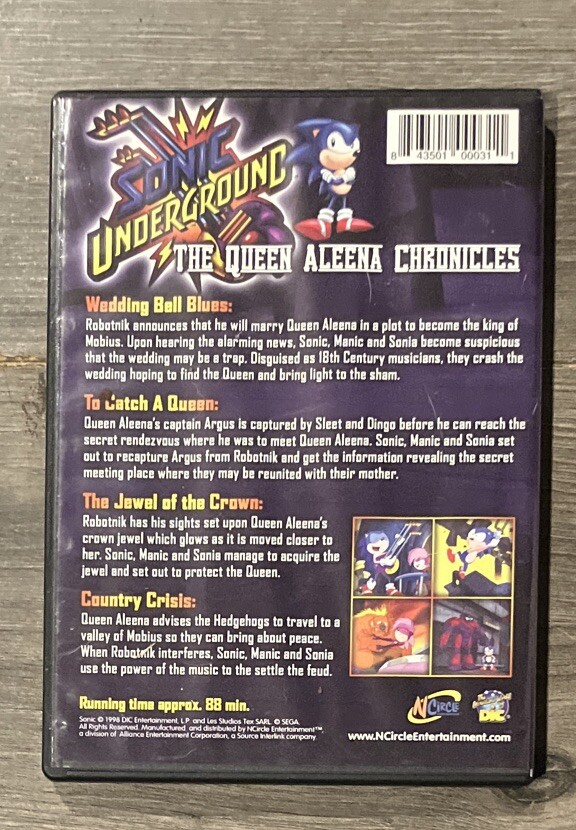 SONIC
UNDERGROUND
8 43501 00031 1
THE QUEEN ALEENA CHRONICLES
Wedding Bell Blues:
Robotnik announces that he will marry Queen Aleena in a plot to become the king of
Mobius. Upon hearing the alarming news, Sonic, Manic and Sonia become suspicious
that the wedding may be a trap. Disguised as 18th Century musicians, they crash the
wedding hoping to find the Queen and bring light to the sham.
To Catch A Queen:
Queen Aleena's captain Argus is captured by Sleet and Dingo before he can reach the
secret rendezvous where he was to meet Queen Aleena. Sonic, Manic and Sonia set
out to recapture Argus from Robotnik and get the information revealing the secret
meeting place where they may be reunited with their mother.
The Jewel of the Crown:
Robotnik has his sights set upon Queen Aleena's
crown jewel which glows as it is moved closer to
her. Sonic, Manic and Sonia manage to acquire the
jewel and set out to protect the Queen.
Country Crisis:
Queen Aleena advises the Hedgehogs to travel to a
valley of Mobius so they can bring about peace.
When Robotnik interferes, Sonic, Manic and Sonia
use the power of the music to the settle the feud.
Running time approx. 88 min.
Sonic © 1998 DIC Entertainment, L.P. and Les Studios Tex SARL. © SEGA.
All Rights Reserved. Manufactured and distributed by NCircle Entertainment™,
a division of Alliance Entertainment Corporation, a Source Interlink company.
NCIRCLE
DIC
www.NCircleEntertainment.com